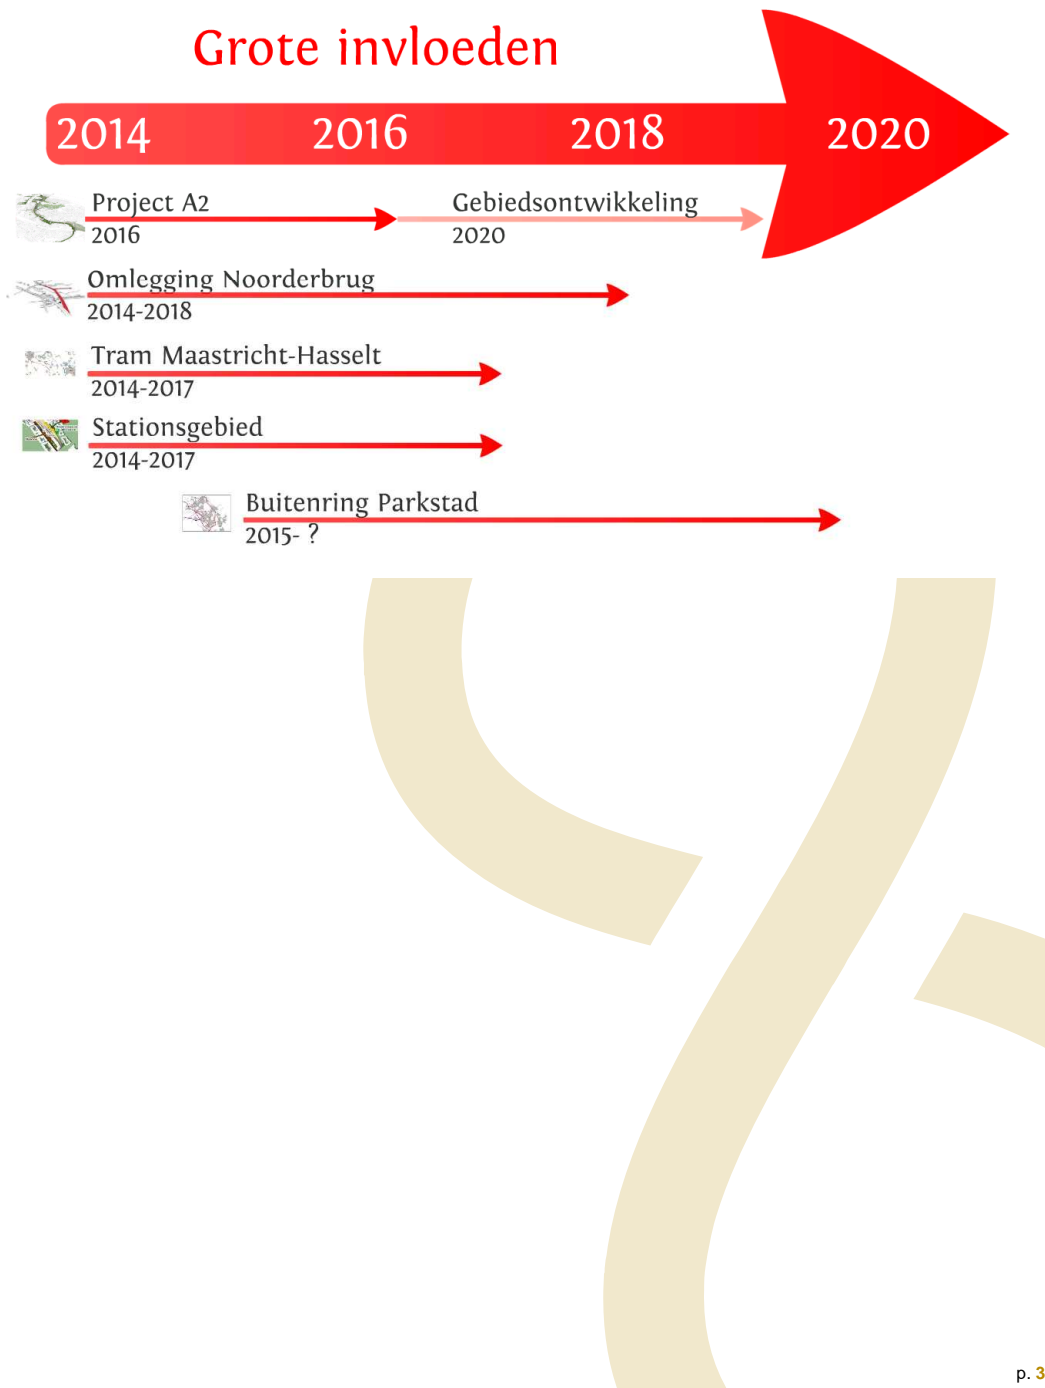 Grote invloeden
2014 2016 2018 2020
Project A2
2016
Gebiedsontwikkeling
2020
Omlegging Noorderbrug
2014-2018
Tram Maastricht-Hasselt
2014-2017
Stationsgebied
2014-2017
Buitenring Parkstad
2015- ?
p. 3